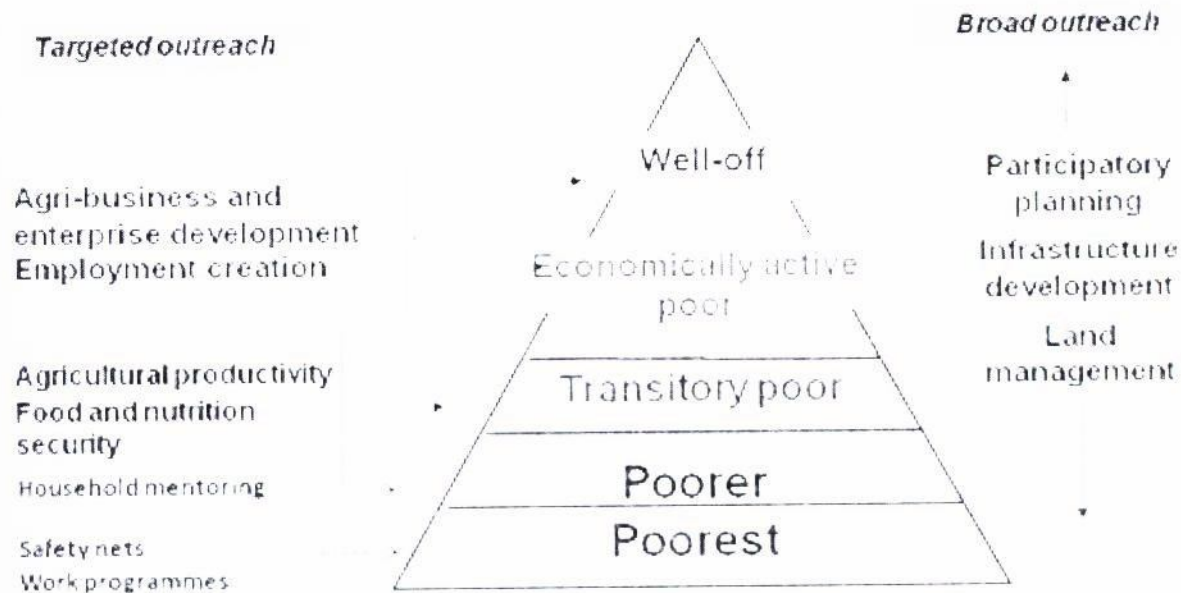 Targeted outreach
Broad outreach
Well-off
Agri-business and
enterprise development
Employment creation
Economically active
poor
Participatory
planning
Infrastructure
development
Land
management
Agricultural productivity
Food and nutrition
security
Transitory poor
Household mentoring
Poorer
Safety nets
Work programmes
Poorest